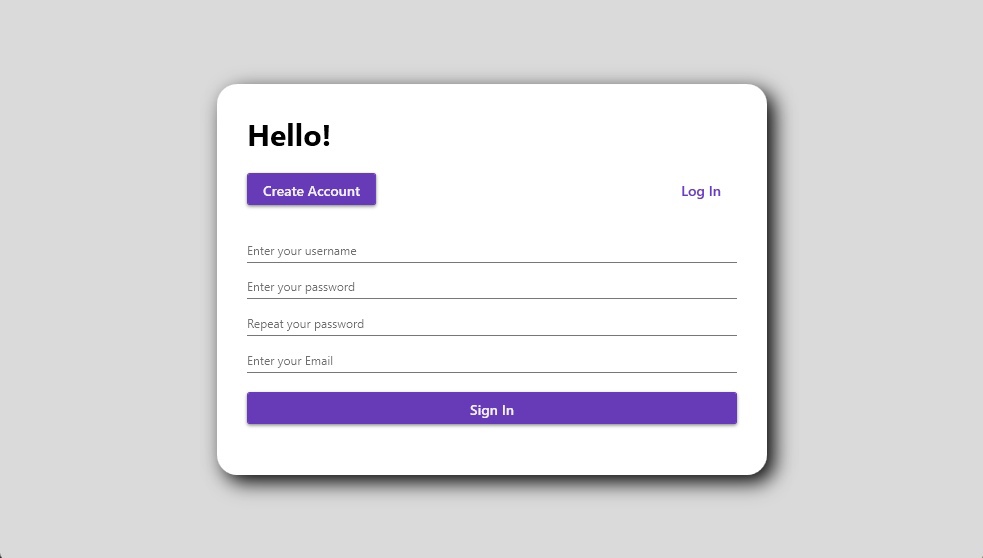 Hello!
Create Account Log In
Enter your username
Enter your password
Repeat your password
Enter your Email
Sign In